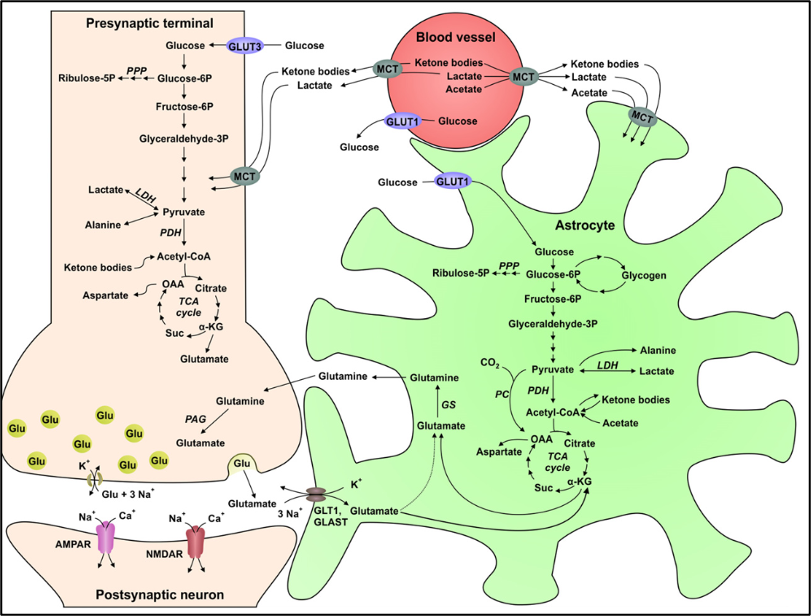 Presynaptic terminal
Glucose
GLUT3
Glucose
Ribulose-5P
PPP
Glucose-6P
Fructose-6P
Glyceraldehyde-3P
Lactate
LDH
Pyruvate
Alanine
PDH
Ketone bodies
Acetyl-CoA
OAA
Citrate
Aspartate
TCA
cycle
Suc
α-KG
Glutamate
Blood vessel
Ketone bodies
Lactate
MCT
Ketone bodies
Lactate
Acetate
MCT
Ketone bodies
Lactate
Acetate
MCT
GLUT1
Glucose
Glucose
MCT
Glucose
GLUT1
Astrocyte
Glucose
Ribulose-5P
PPP
Glucose-6P
Glycogen
Fructose-6P
Glyceraldehyde-3P
CO2
Pyruvate
Alanine
LDH
Lactate
PC
PDH
Acetyl-CoA
Ketone bodies
Acetate
OAA
Citrate
Aspartate
TCA
cycle
Suc
α-KG
Glutamine
Glutamine
Glutamine
PAG
GS
Glutamate
Glutamate
Glu
Glu
Glu
Glu
Glu
Glu
Glu
Glu
K+
Glu + 3 Na+
Glutamate
3 Na+
K+
GLT1,
GLAST
Glutamate
Na+
Ca+
AMPAR
Na+
Ca+
NMDAR
Postsynaptic neuron